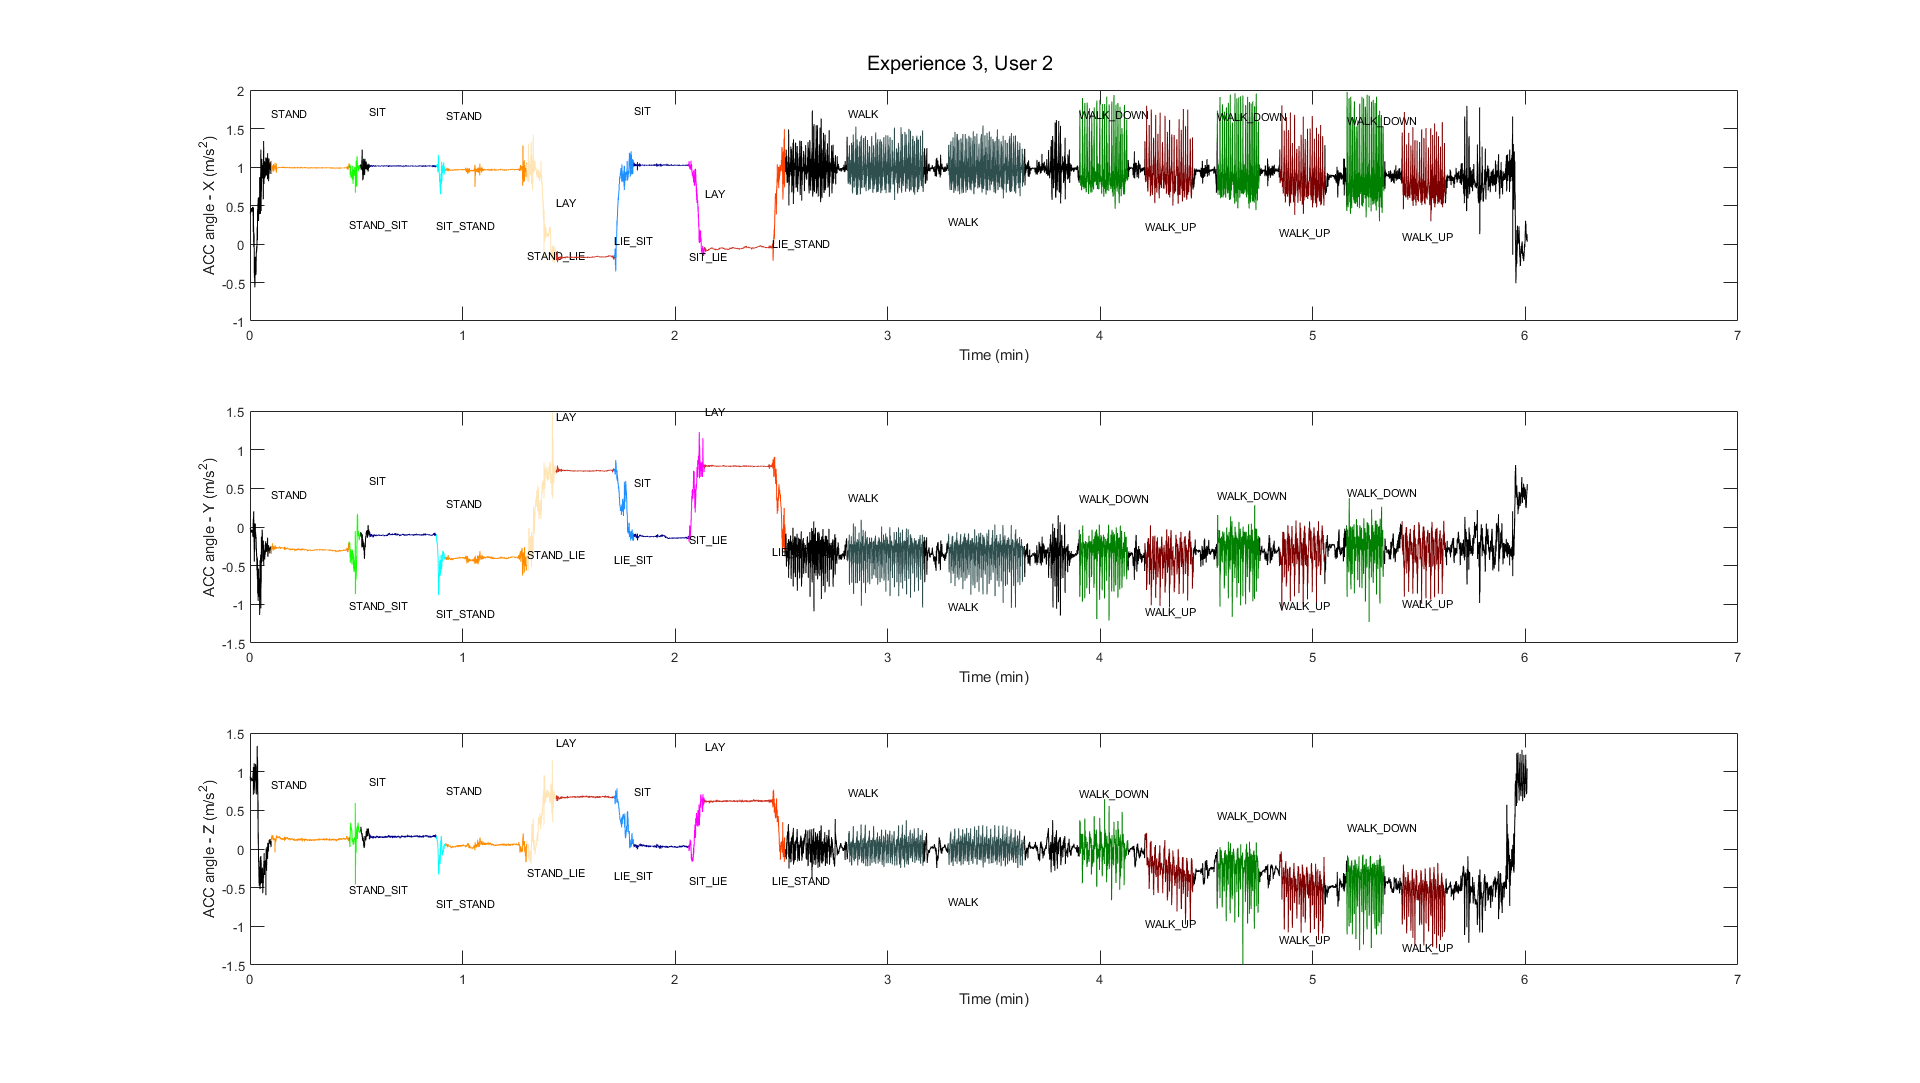 Experience 3, User 2
ACC angle - X (m/s²)
2
1.5
1
0.5
0
-0.5
-1
STAND
SIT
STAND
SIT
WALK
WALK_DOWN
WALK_DOWN
WALK_DOWN
LAY
LAY
STAND_SIT
SIT_STAND
WALK
WALK_UP
WALK_UP
WALK_UP
STAND_LIE
LIE_SIT
SIT_LIE
LIE_STAND
0 1 2 3 4 5 6 7
Time (min)
ACC angle - Y (m/s²)
1.5
1
0.5
0
-0.5
-1
-1.5
LAY
LAY
STAND
SIT
STAND
SIT
WALK
WALK_DOWN
WALK_DOWN
WALK_DOWN
STAND_LIE
LIE_SIT
SIT_LIE
STAND_SIT
SIT_STAND
WALK
WALK_UP
WALK_UP
WALK_UP
0 1 2 3 4 5 6 7
Time (min)
ACC angle - Z (m/s²)
1.5
1
0.5
0
-0.5
-1
-1.5
LAY
LAY
STAND
SIT
STAND
SIT
WALK
WALK_DOWN
WALK_DOWN
WALK_DOWN
STAND_SIT
SIT_STAND
STAND_LIE
LIE_SIT
SIT_LIE
LIE_STAND
WALK
WALK_UP
WALK_UP
WALK_UP
0 1 2 3 4 5 6 7
Time (min)